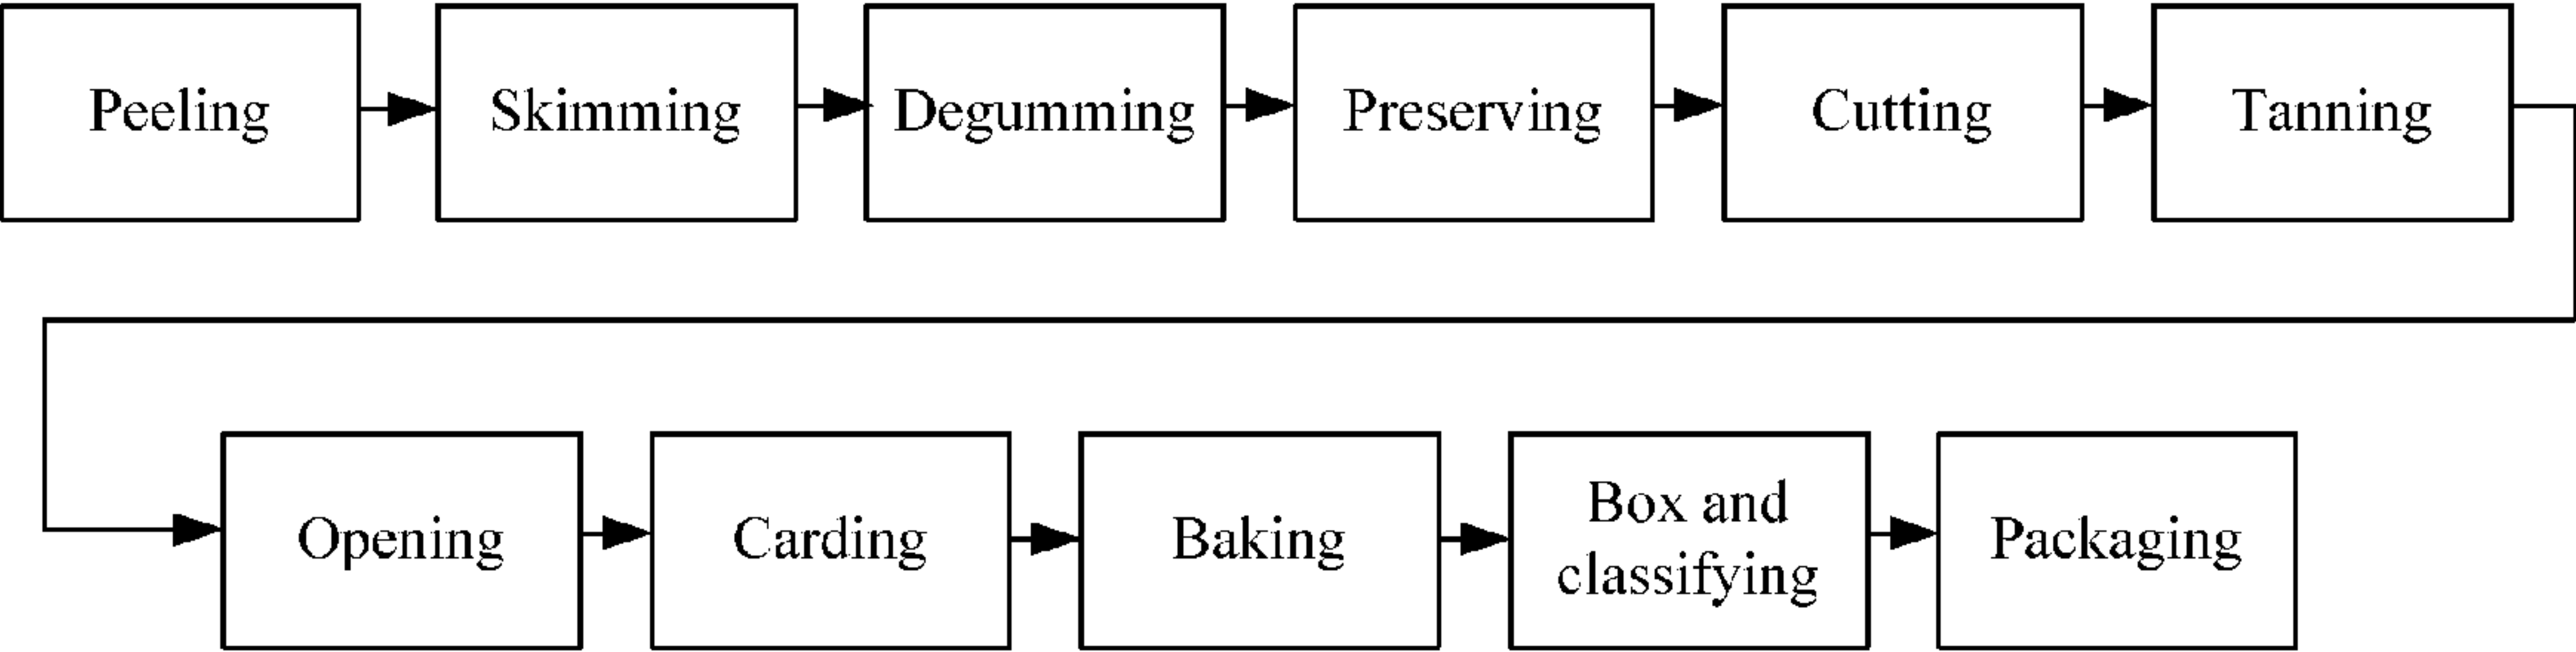 Peeling
Skimming
Degumming
Preserving
Cutting
Tanning
Opening
Carding
Baking
Box and
classifying
Packaging